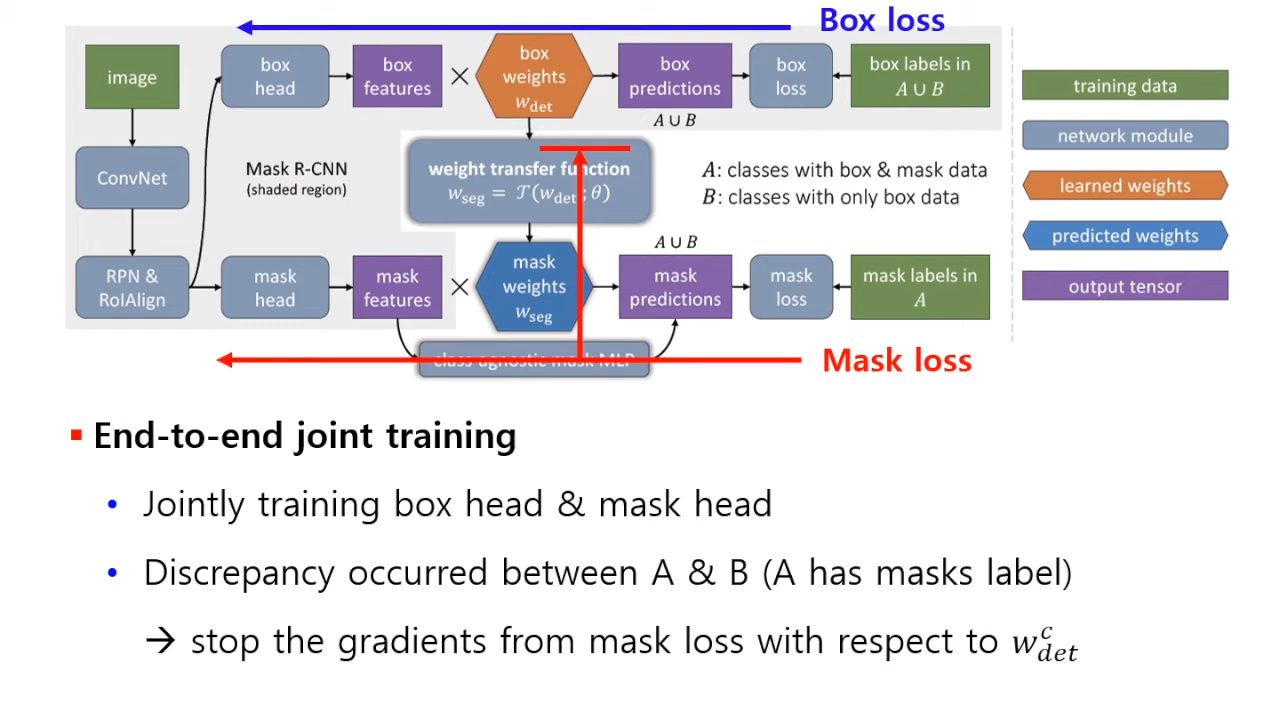 Box loss
image
box
head
box
features
×
box
weights
w_det
box
predictions
box
loss
box labels in
A ∪ B
A ∪ B
training data
network module
learned weights
predicted weights
output tensor
ConvNet
Mask R-CNN
(shaded region)
weight transfer function
w_seg = 𝒯(w_det; θ)
A: classes with box & mask data
B: classes with only box data
RPN &
RoIAlign
mask
head
mask
features
×
mask
weights
w_seg
A ∪ B
mask
predictions
mask
loss
mask labels in
A
class-agnostic mask MLP
Mask loss
▪ End-to-end joint training
• Jointly training box head & mask head
• Discrepancy occurred between A & B (A has masks label)
→ stop the gradients from mask loss with respect to w^c_det